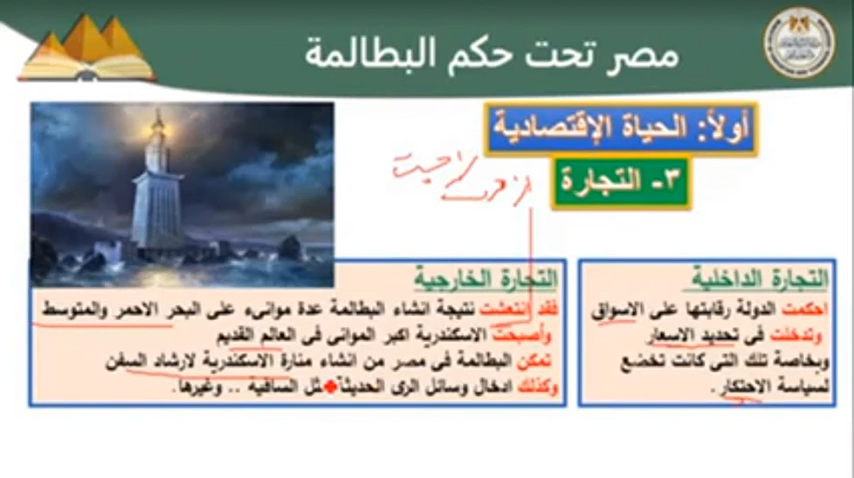 مصر تحت حكم البطالمة
أولاً: الحياة الإقتصادية
٣- التجارة
التجارة الداخلية
احكمت الدولة رقابتها على الاسواق
وتدخلت فى تحديد الاسعار
وبخاصة تلك التى كانت تخضع
لسياسة الاحتكار.
التجارة الخارجية
فقد انتعشت نتيجة انشاء البطالمة عدة موانىء على البحر الاحمر والمتوسط
وأصبحت الاسكندرية اكبر الموانى فى العالم القديم
تمكن البطالمة فى مصر من انشاء منارة الاسكندرية لارشاد السفن
وكذلك ادخال وسائل الرى الحديثة مثل الساقية .. وغيرها.